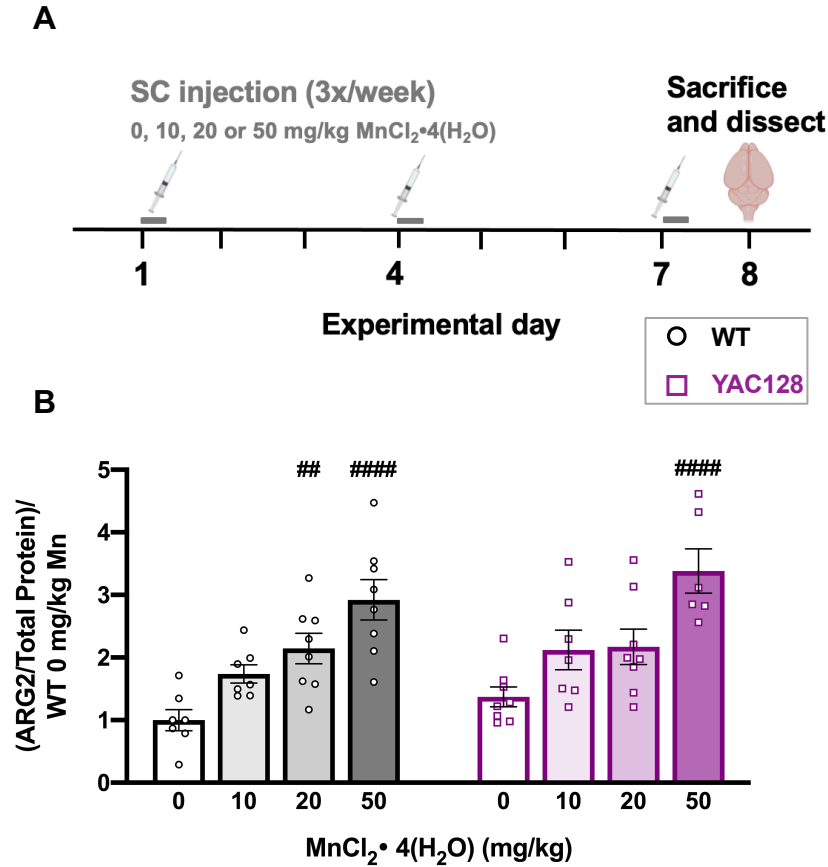 A
SC injection (3x/week)
0, 10, 20 or 50 mg/kg MnCl₂•4(H₂O)
Sacrifice
and dissect
1
4
7
8
Experimental day
WT
YAC128
B
(ARG2/Total Protein)/
WT 0 mg/kg Mn
5
4
3
2
1
0
##
####
####
0
10
20
50
0
10
20
50
MnCl₂• 4(H₂O) (mg/kg)